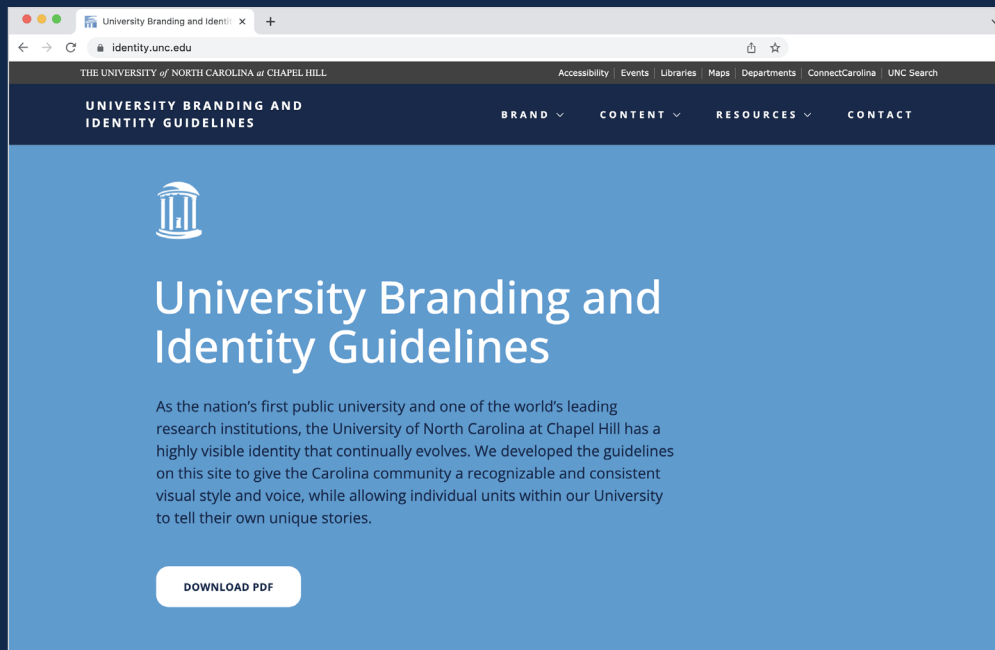 University Branding and Identit
identity.unc.edu
THE UNIVERSITY of NORTH CAROLINA at CHAPEL HILL
Accessibility | Events | Libraries | Maps | Departments | ConnectCarolina | UNC Search
UNIVERSITY BRANDING AND
IDENTITY GUIDELINES
BRAND CONTENT RESOURCES CONTACT
University Branding and
Identity Guidelines
As the nation’s first public university and one of the world’s leading
research institutions, the University of North Carolina at Chapel Hill has a
highly visible identity that continually evolves. We developed the guidelines
on this site to give the Carolina community a recognizable and consistent
visual style and voice, while allowing individual units within our University
to tell their own unique stories.
DOWNLOAD PDF